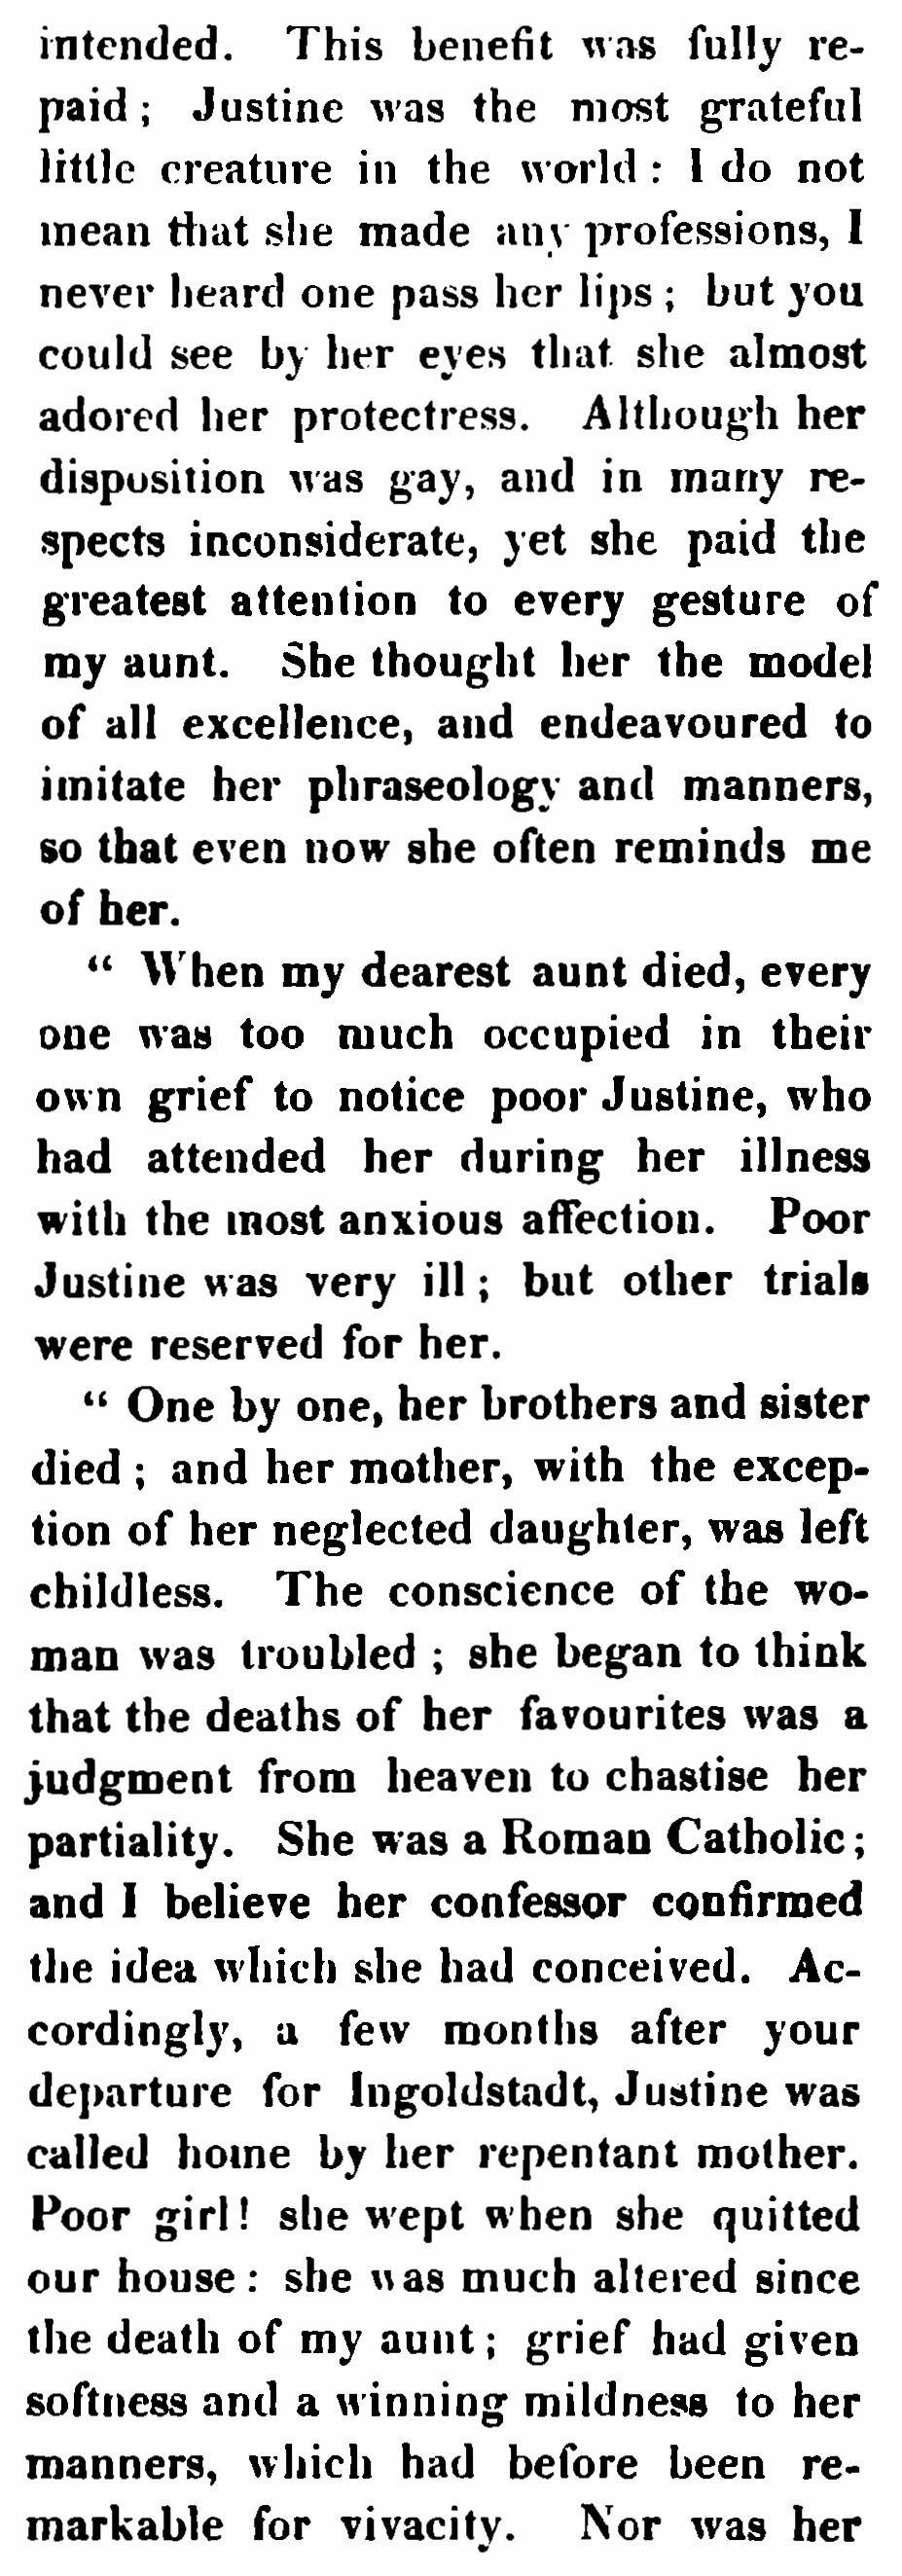 intended. This benefit was fully re-
paid ; Justine was the most grateful
little creature in the world : I do not
mean that she made any professions, I
never heard one pass her lips ; but you
could see by her eyes that she almost
adored her protectress. Although her
disposition was gay, and in many re-
spects inconsiderate, yet she paid the
greatest attention to every gesture of
my aunt. She thought her the model
of all excellence, and endeavoured to
imitate her phraseology and manners,
so that even now she often reminds me
of her.
“ When my dearest aunt died, every
one was too much occupied in their
own grief to notice poor Justine, who
had attended her during her illness
with the most anxious affection. Poor
Justine was very ill ; but other trials
were reserved for her.
“ One by one, her brothers and sister
died ; and her mother, with the excep-
tion of her neglected daughter, was left
childless. The conscience of the wo-
man was troubled ; she began to think
that the deaths of her favourites was a
judgment from heaven to chastise her
partiality. She was a Roman Catholic ;
and I believe her confessor confirmed
the idea which she had conceived. Ac-
cordingly, a few months after your
departure for Ingoldstadt, Justine was
called home by her repentant mother.
Poor girl ! she wept when she quitted
our house : she was much altered since
the death of my aunt ; grief had given
softness and a winning mildness to her
manners, which had before been re-
markable for vivacity. Nor was her